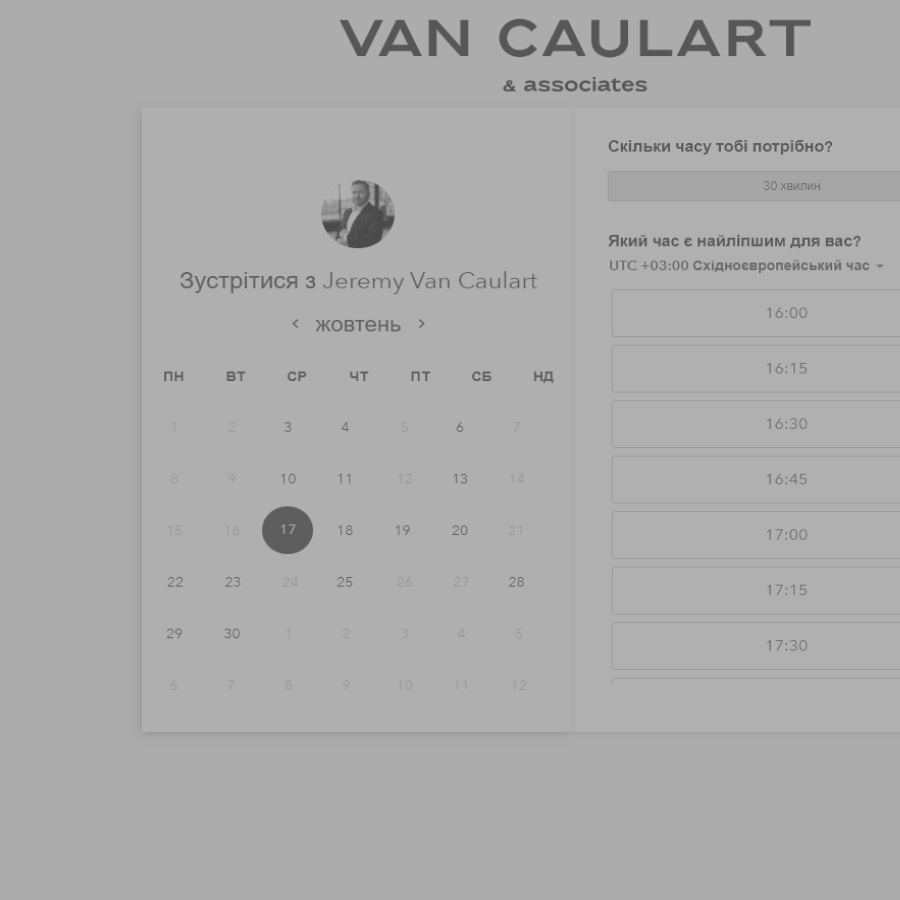 VAN CAULART
& associates
Зустрітися з Jeremy Van Caulart
жовтень
ПН ВТ СР ЧТ ПТ СБ НД
1 2 3 4 5 6 7
8 9 10 11 12 13 14
15 16 17 18 19 20 21
22 23 24 25 26 27 28
29 30 1 2 3 4 5
6 7 8 9 10 11 12
Скільки часу тобі потрібно?
30 хвилин
Який час є найліпшим для вас?
UTC +03:00 Східноєвропейський час
16:00
16:15
16:30
16:45
17:00
17:15
17:30